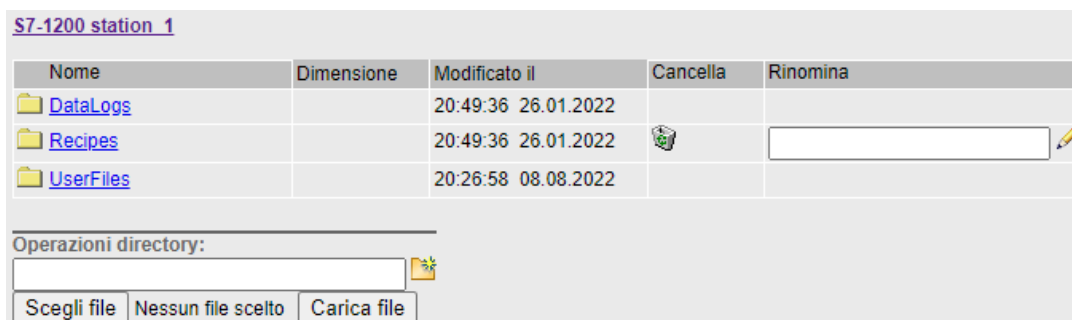 S7-1200 station_1
Nome Dimensione Modificato il Cancella Rinomina
DataLogs 20:49:36 26.01.2022
Recipes 20:49:36 26.01.2022
UserFiles 20:26:58 08.08.2022
Operazioni directory:
Scegli file Nessun file scelto Carica file